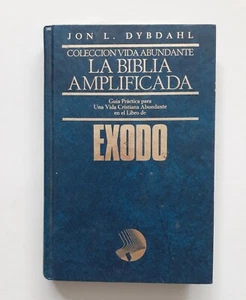 JON L. DYBDAHL
COLECCION VIDA ABUNDANTE
LA BIBLIA
AMPLIFICADA
Guía Práctica para
Una Vida Cristiana Abundante
en el Libro de
EXODO